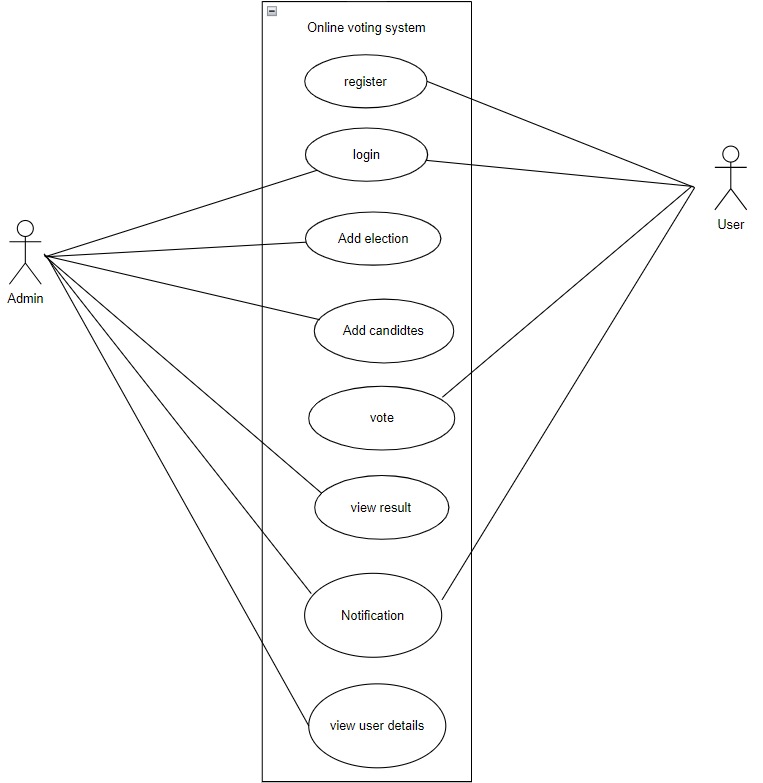 Online voting system
register
login
Add election
Add candidtes
vote
view result
Notification
view user details
Admin
User